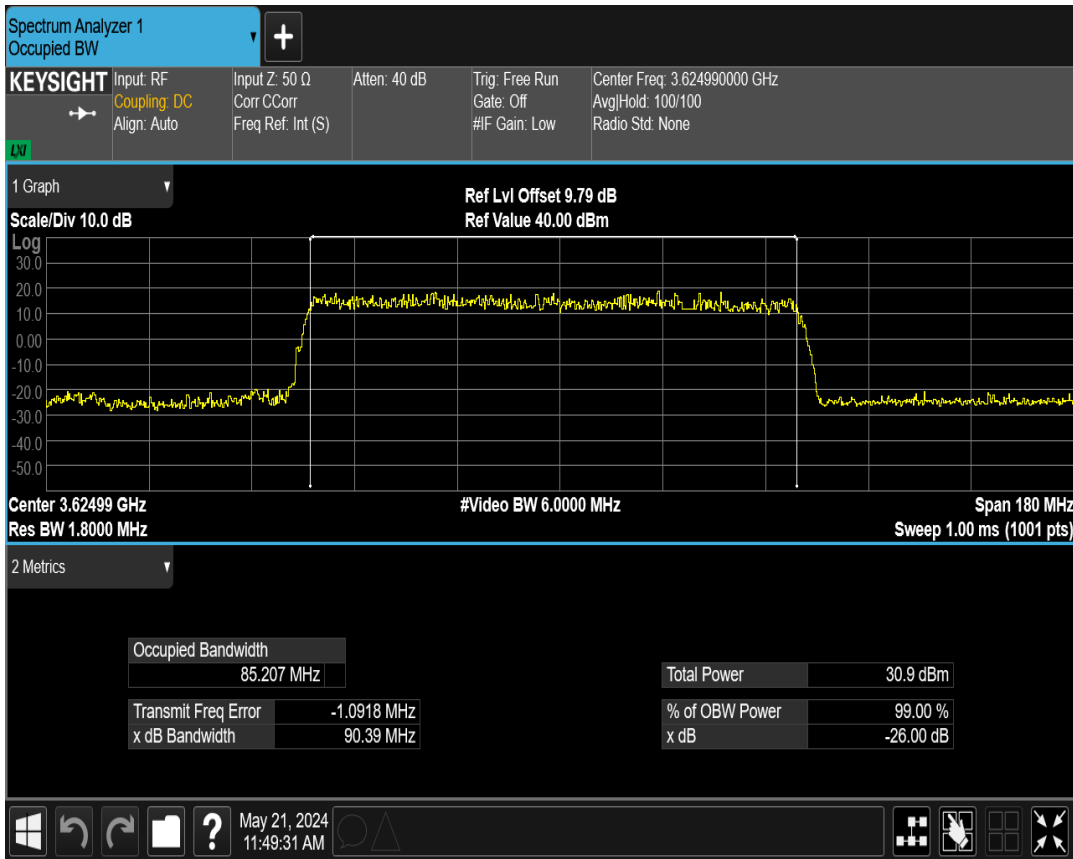 Spectrum Analyzer 1
Occupied BW
KEYSIGHT
LXI
Input: RF
Coupling: DC
Align: Auto
Input Z: 50 Ω
Corr CCorr
Freq Ref: Int (S)
Atten: 40 dB
Trig: Free Run
Gate: Off
#IF Gain: Low
Center Freq: 3.624990000 GHz
Avg|Hold: 100/100
Radio Std: None
1 Graph
Scale/Div 10.0 dB
Ref Lvl Offset 9.79 dB
Ref Value 40.00 dBm
Log
30.0
20.0
10.0
0.00
-10.0
-20.0
-30.0
-40.0
-50.0
Center 3.62499 GHz
Res BW 1.8000 MHz
#Video BW 6.0000 MHz
Span 180 MHz
Sweep 1.00 ms (1001 pts)
2 Metrics
Occupied Bandwidth
85.207 MHz
Transmit Freq Error -1.0918 MHz
x dB Bandwidth 90.39 MHz
Total Power 30.9 dBm
% of OBW Power 99.00 %
x dB -26.00 dB
?
May 21, 2024
11:49:31 AM